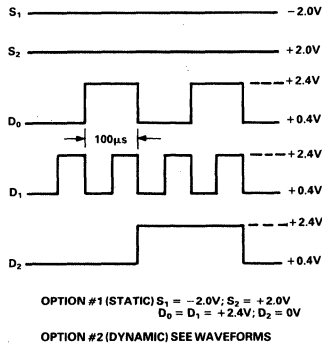 S1 −2.0V
S2 +2.0V
+2.4V
D0 +0.4V
100μs
+2.4V
D1 +0.4V
+2.4V
D2 +0.4V
OPTION #1 (STATIC) S1 = −2.0V; S2 = +2.0V
D0 = D1 = +2.4V; D2 = 0V
OPTION #2 (DYNAMIC) SEE WAVEFORMS